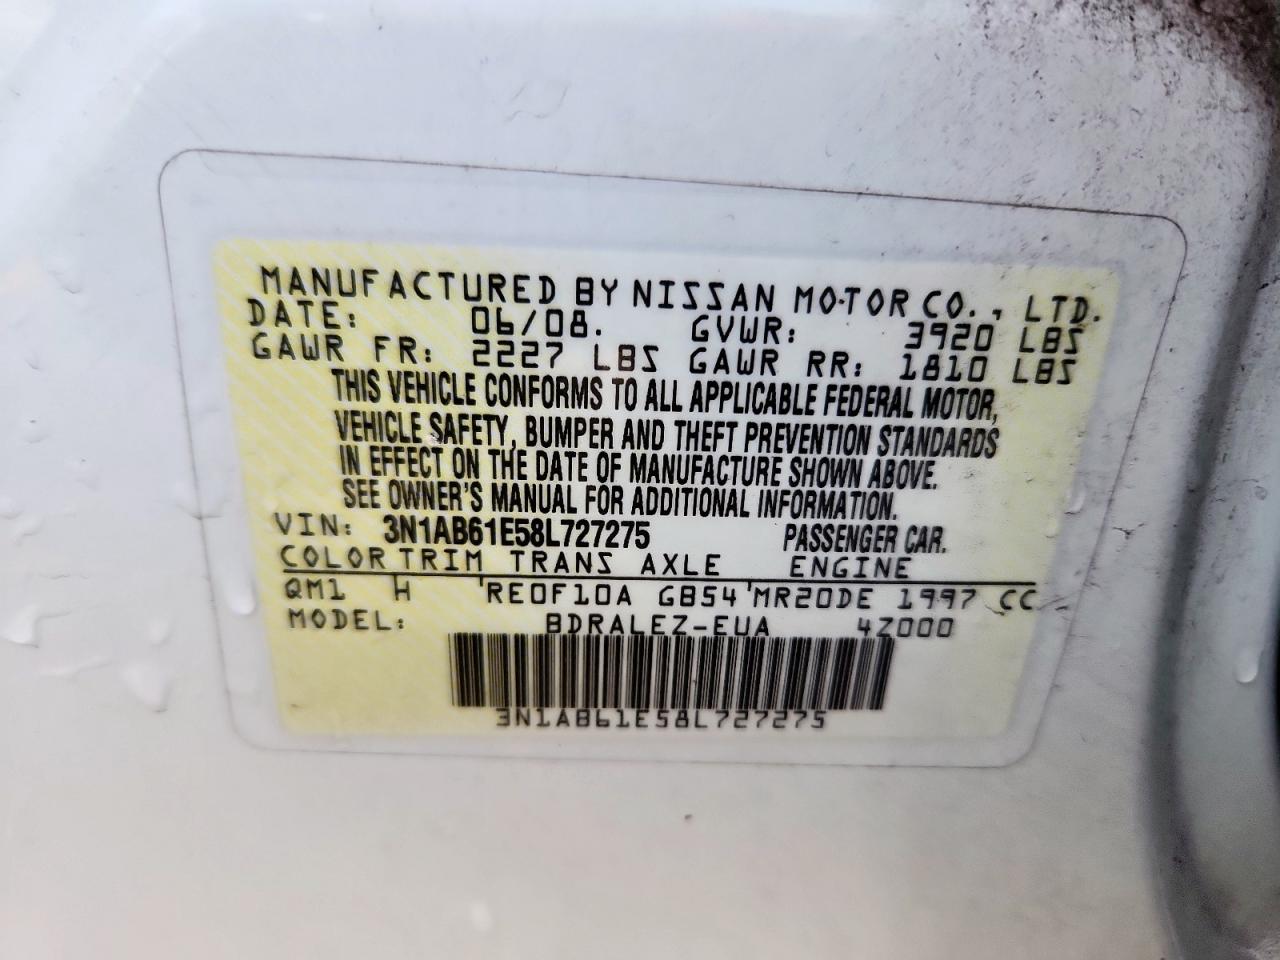 MANUFACTURED BY NISSAN MOTOR CO., LTD.
DATE: 06/08. GVWR: 3920 LBS
GAWR FR: 2227 LBS GAWR RR: 1810 LBS
THIS VEHICLE CONFORMS TO ALL APPLICABLE FEDERAL MOTOR,
VEHICLE SAFETY, BUMPER AND THEFT PREVENTION STANDARDS
IN EFFECT ON THE DATE OF MANUFACTURE SHOWN ABOVE.
SEE OWNER'S MANUAL FOR ADDITIONAL INFORMATION.
VIN: 3N1AB61E58L727275 PASSENGER CAR.
COLOR TRIM TRANS AXLE ENGINE
QM1 H RE0F10A GB54 MR20DE 1997 CC
MODEL: BDRALEZ-EUA 4Z000
3N1AB61E58L727275